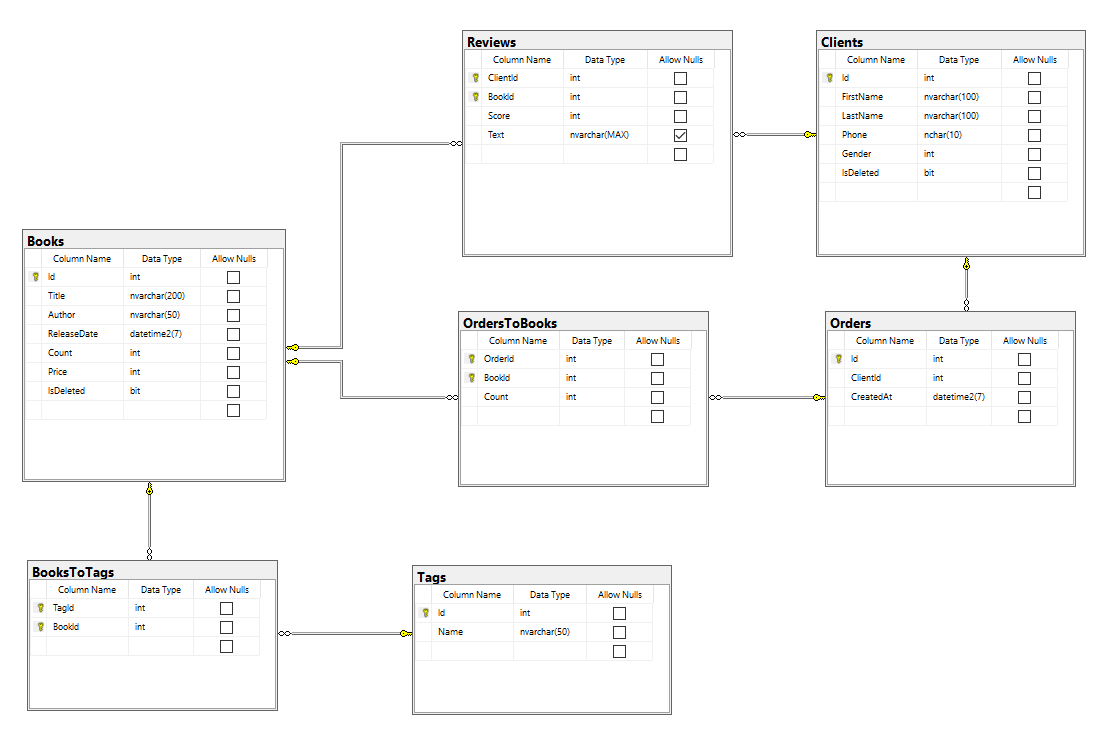 Reviews
Column Name Data Type Allow Nulls
ClientId int
BookId int
Score int
Text nvarchar(MAX)
Clients
Column Name Data Type Allow Nulls
Id int
FirstName nvarchar(100)
LastName nvarchar(100)
Phone nchar(10)
Gender int
IsDeleted bit
Books
Column Name Data Type Allow Nulls
Id int
Title nvarchar(200)
Author nvarchar(50)
ReleaseDate datetime2(7)
Count int
Price int
IsDeleted bit
OrdersToBooks
Column Name Data Type Allow Nulls
OrderId int
BookId int
Count int
Orders
Column Name Data Type Allow Nulls
Id int
ClientId int
CreatedAt datetime2(7)
BooksToTags
Column Name Data Type Allow Nulls
TagId int
BookId int
Tags
Column Name Data Type Allow Nulls
Id int
Name nvarchar(50)